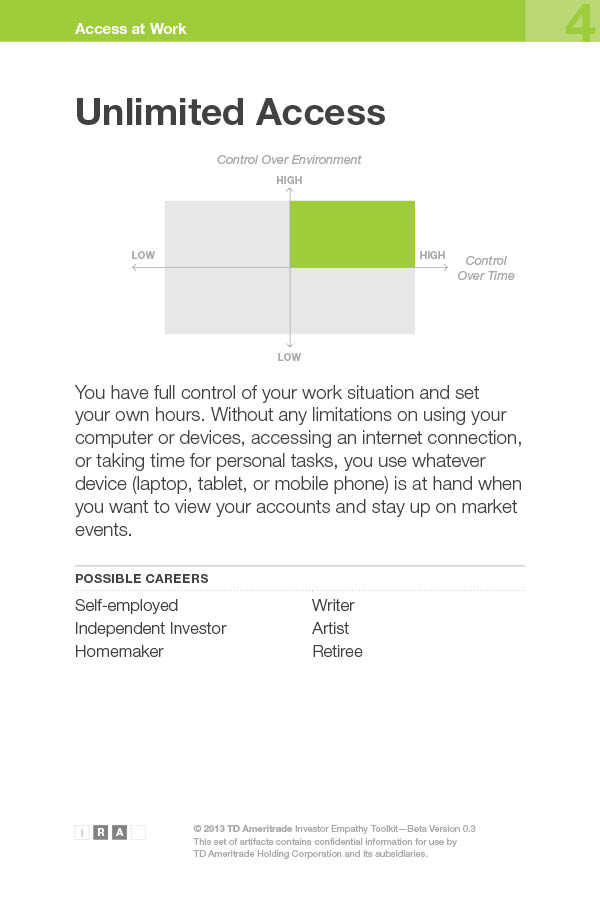 Access at Work
4
Unlimited Access
Control Over Environment
HIGH
LOW
HIGH
Control
Over Time
LOW
You have full control of your work situation and set
your own hours. Without any limitations on using your
computer or devices, accessing an internet connection,
or taking time for personal tasks, you use whatever
device (laptop, tablet, or mobile phone) is at hand when
you want to view your accounts and stay up on market
events.
POSSIBLE CAREERS
Self-employed
Writer
Independent Investor
Artist
Homemaker
Retiree
I R A
© 2013 TD Ameritrade Investor Empathy Toolkit—Beta Version 0.3
This set of artifacts contains confidential information for use by
TD Ameritrade Holding Corporation and its subsidiaries.